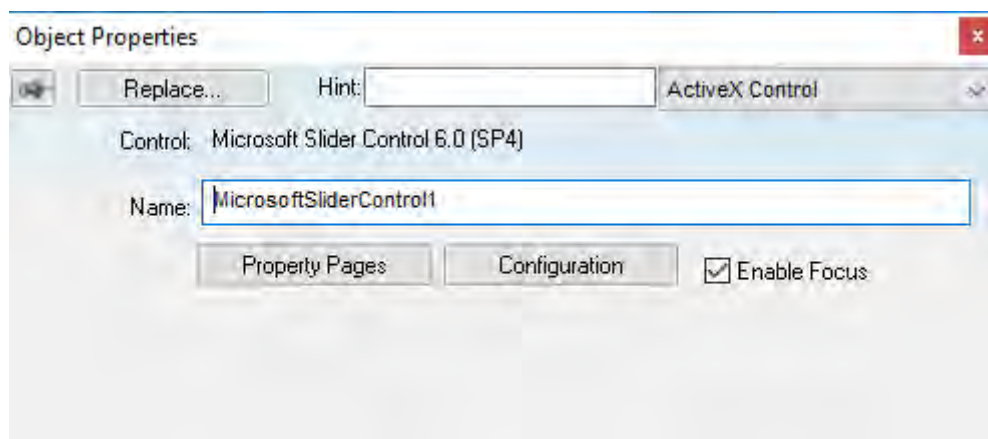 Object Properties
Replace... Hint: ActiveX Control
Control: Microsoft Slider Control 6.0 (SP4)
Name: MicrosoftSliderControl1
Property Pages Configuration Enable Focus